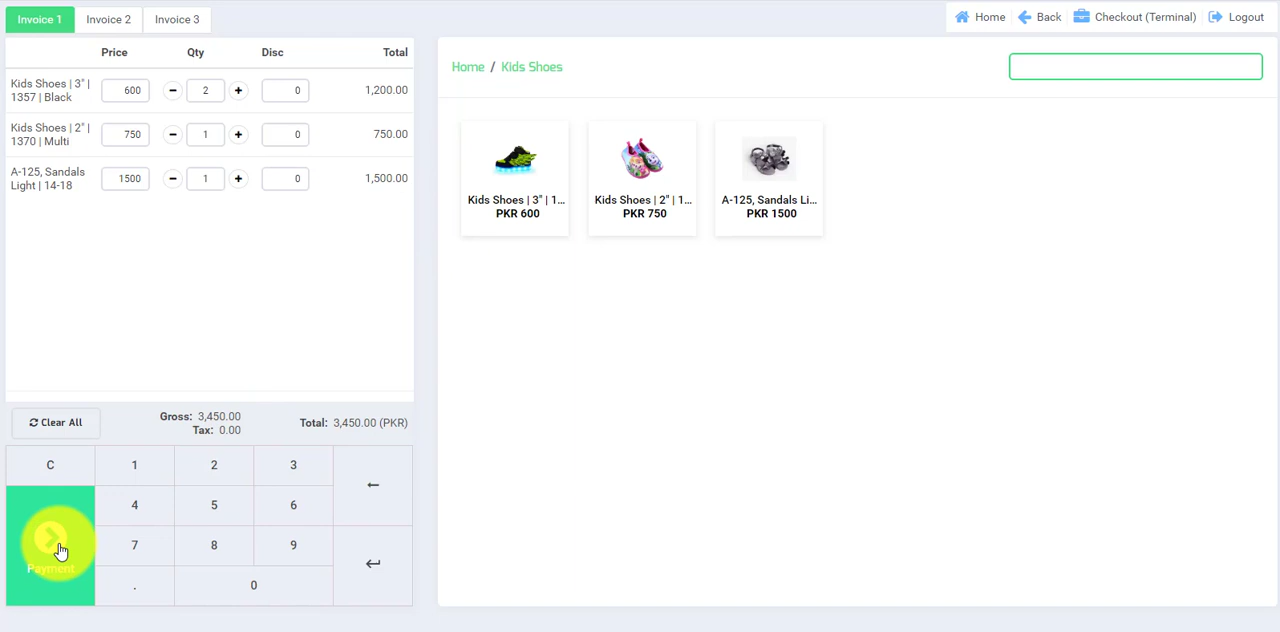 Invoice 1 Invoice 2 Invoice 3
Home Back Checkout (Terminal) Logout
Price Qty Disc Total
Kids Shoes | 3" |
1357 | Black
600 2 0 1,200.00
Kids Shoes | 2" |
1370 | Multi
750 1 0 750.00
A-125, Sandals
Light | 14-18
1500 1 0 1,500.00
Clear All
Gross: 3,450.00
Tax: 0.00
Total: 3,450.00 (PKR)
C 1 2 3 ←
4 5 6
7 8 9
Payment
. 0
Home / Kids Shoes
Kids Shoes | 3" | 1...
PKR 600
Kids Shoes | 2" | 1...
PKR 750
A-125, Sandals Li...
PKR 1500